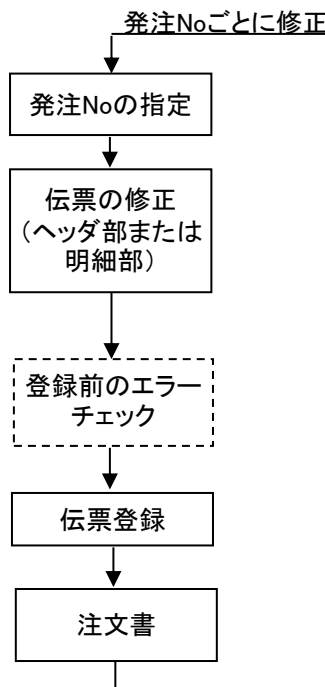 発注Noごとに修正
発注Noの指定
伝票の修正
(ヘッダ部または
明細部)
登録前のエラー
チェック
伝票登録
注文書